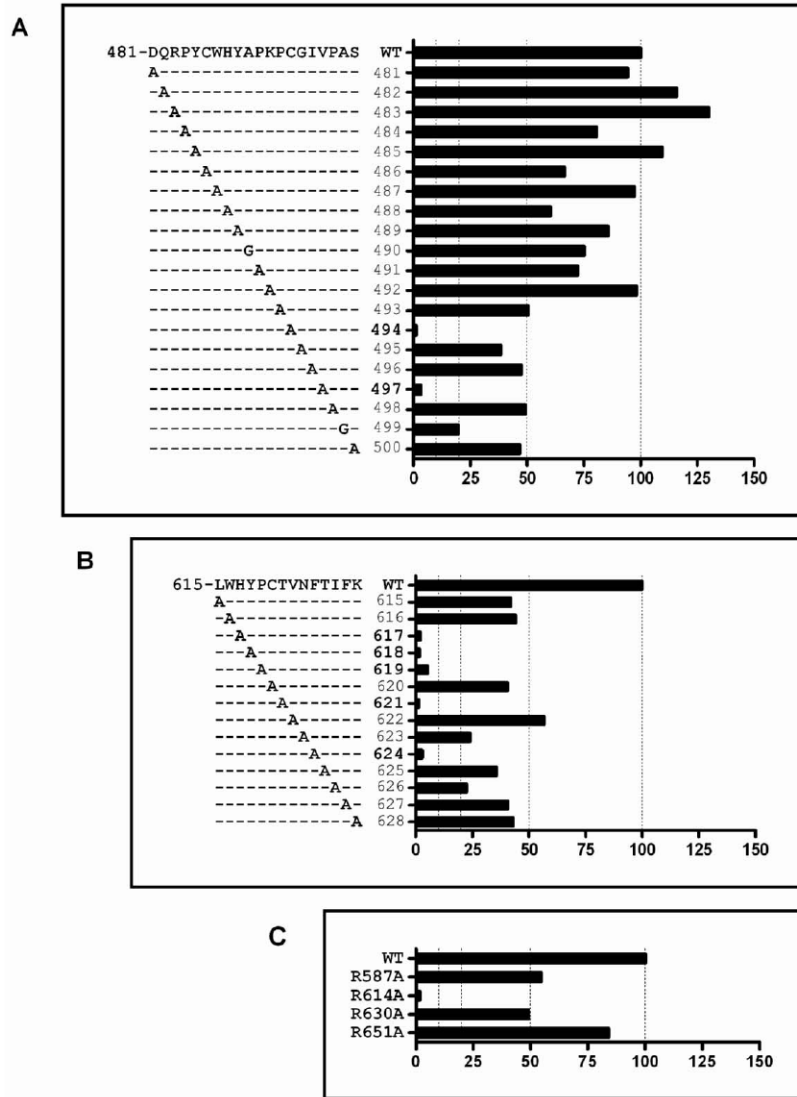 A
481-DQRPYCWHYAPKPCGIVPAS WT
A------------------- 481
-A------------------ 482
--A----------------- 483
---A---------------- 484
----A--------------- 485
-----A-------------- 486
------A------------- 487
-------A------------ 488
--------A----------- 489
---------G---------- 490
----------A--------- 491
-----------A-------- 492
------------A------- 493
-------------A------ 494
--------------A----- 495
---------------A---- 496
----------------A--- 497
-----------------A-- 498
------------------G- 499
-------------------A 500
0 25 50 75 100 125 150
B
615-LWHYPCTVNFTIFK WT
A------------- 615
-A------------ 616
--A----------- 617
---A---------- 618
----A--------- 619
-----A-------- 620
------A------- 621
-------A------ 622
--------A----- 623
---------A---- 624
----------A--- 625
-----------A-- 626
------------A- 627
-------------A 628
0 25 50 75 100 125 150
C
WT
R587A
R614A
R630A
R651A
0 25 50 75 100 125 150